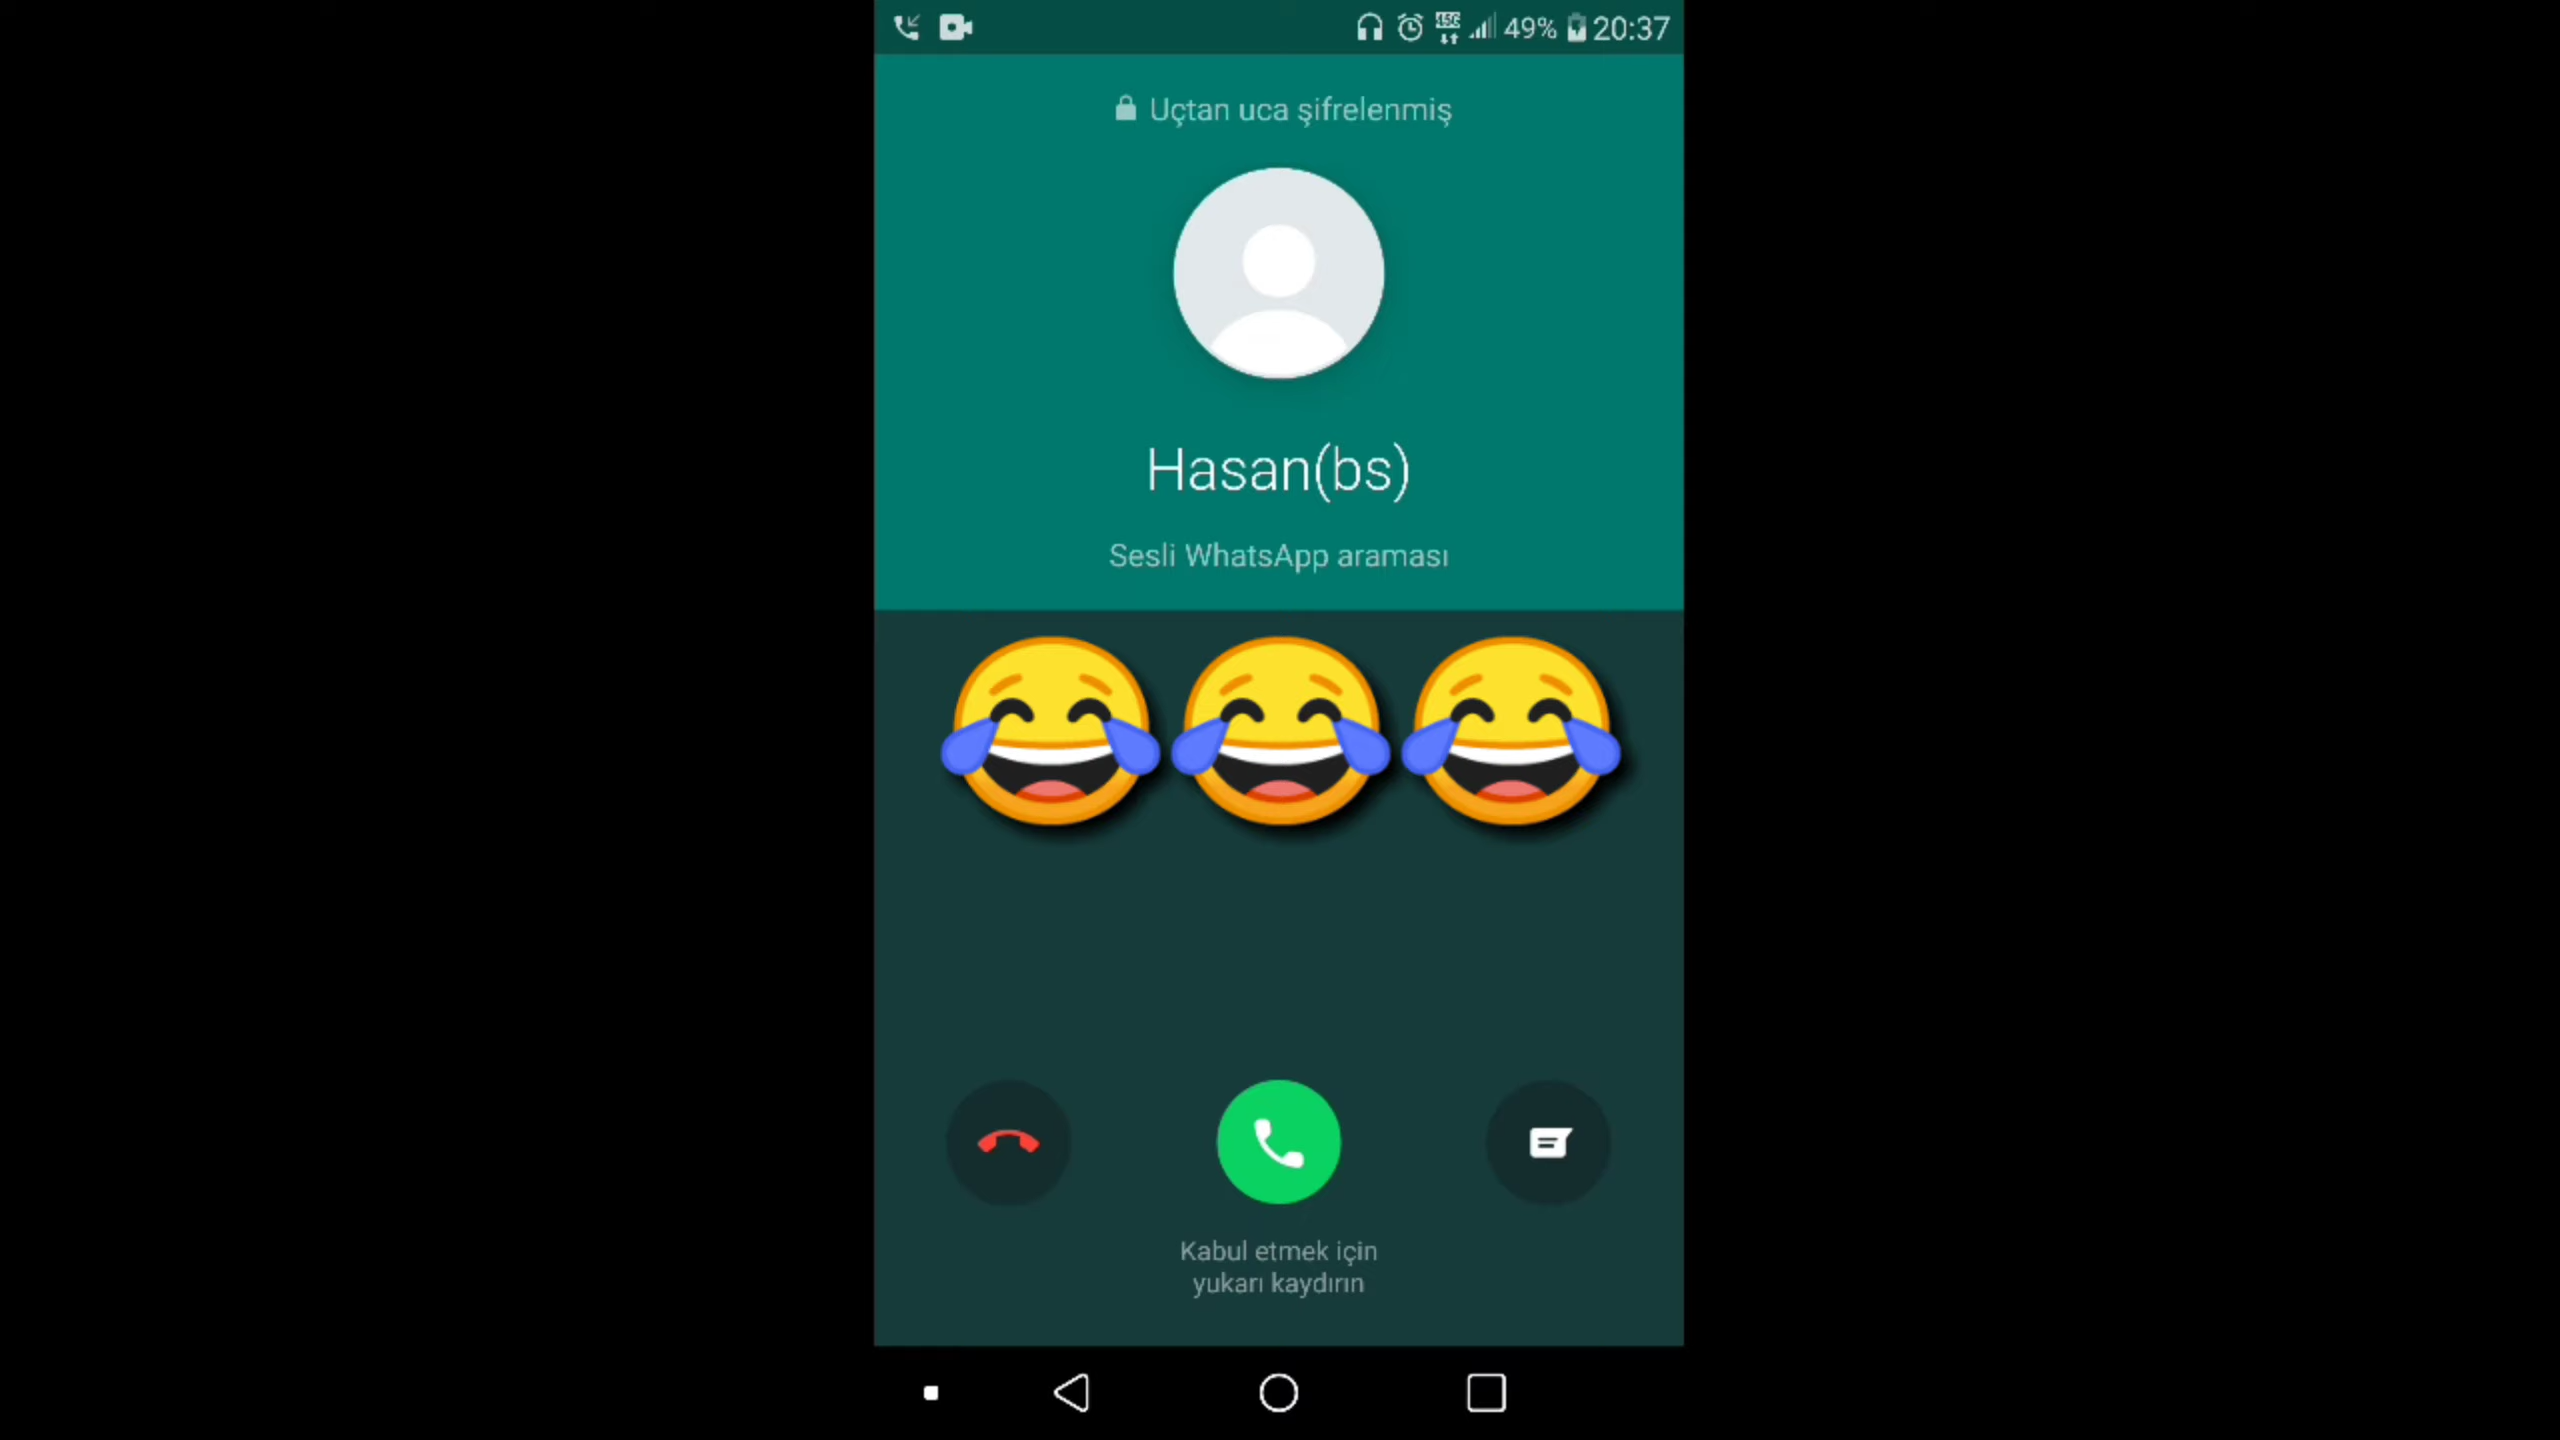 49% 20:37
Uçtan uca şifrelenmiş
Hasan(bs)
Sesli WhatsApp araması
Kabul etmek için
yukarı kaydırın